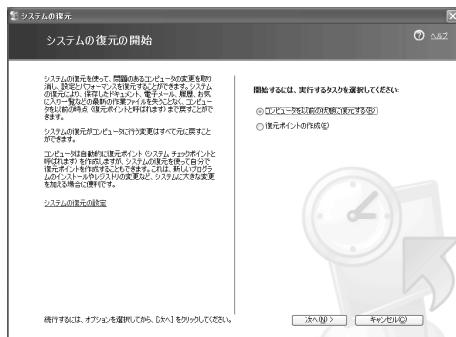 システムの復元
システムの復元の開始
ヘルプ
システムの復元を使って、問題のあるコンピュータの変更を取り
消し、設定とパフォーマンスを復元することができます。システム
の復元により、保存したドキュメント、電子メール、履歴、お気
に入り一覧などの最新の作業ファイルを失うことなく、コンピュー
タを以前の時点 (復元ポイントと呼ばれます) まで戻すことがで
きます。
システムの復元がコンピュータに行う変更はすべて元に戻すこと
ができます。
コンピュータは自動的に復元ポイント (システム チェックポイントと
呼ばれます) を作成しますが、システムの復元を使って自分で
復元ポイントを作成することもできます。これは、新しいプログラ
ムのインストールやレジストリの変更など、システムに大きな変更
を加える場合に便利です。
システムの復元の設定
開始するには、実行するタスクを選択してください:
コンピュータを以前の状態に復元する(R)
復元ポイントの作成(E)
続行するには、オプションを選択してから、[次へ] をクリックしてください。
次へ(N) >
キャンセル(C)